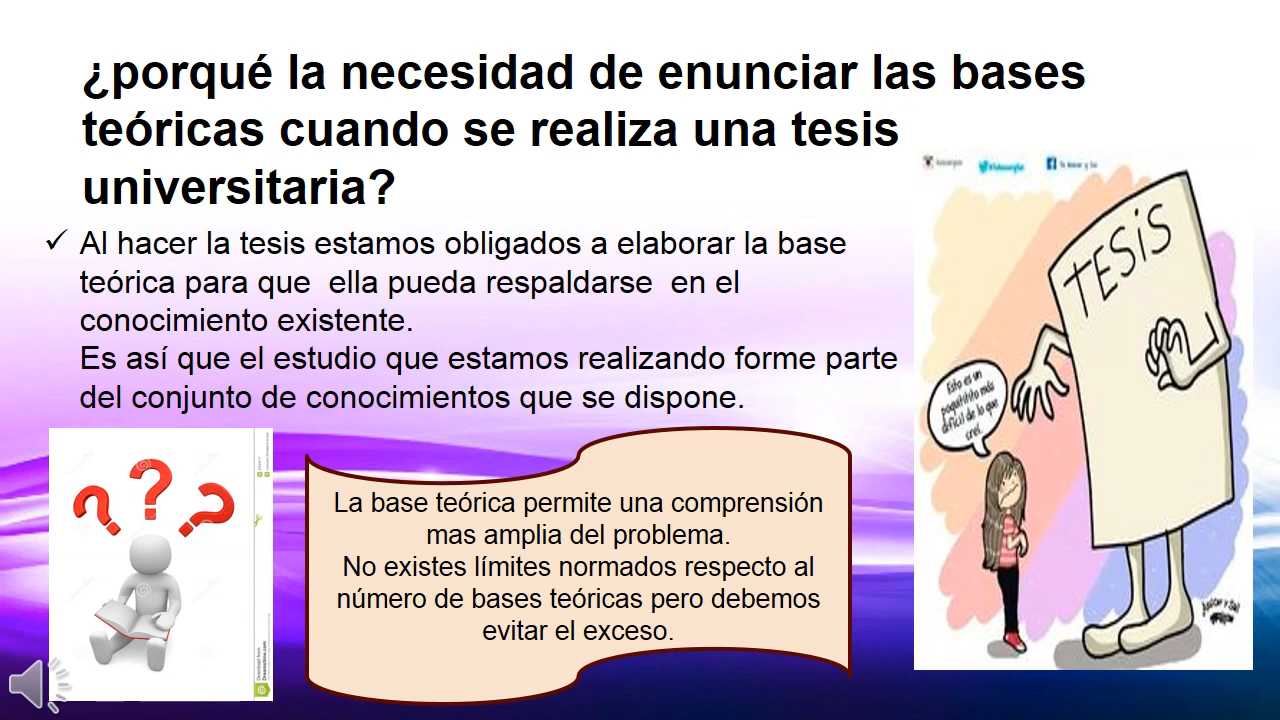 ¿porqué la necesidad de enunciar las bases
teóricas cuando se realiza una tesis
universitaria?
✓ Al hacer la tesis estamos obligados a elaborar la base
teórica para que  ella pueda respaldarse  en el
conocimiento existente.
Es así que el estudio que estamos realizando forme parte
del conjunto de conocimientos que se dispone.
La base teórica permite una comprensión
mas amplia del problema.
No existes límites normados respecto al
número de bases teóricas pero debemos
evitar el exceso.
TESiS
Esto es un
poquitito más
difícil de lo que
creí.